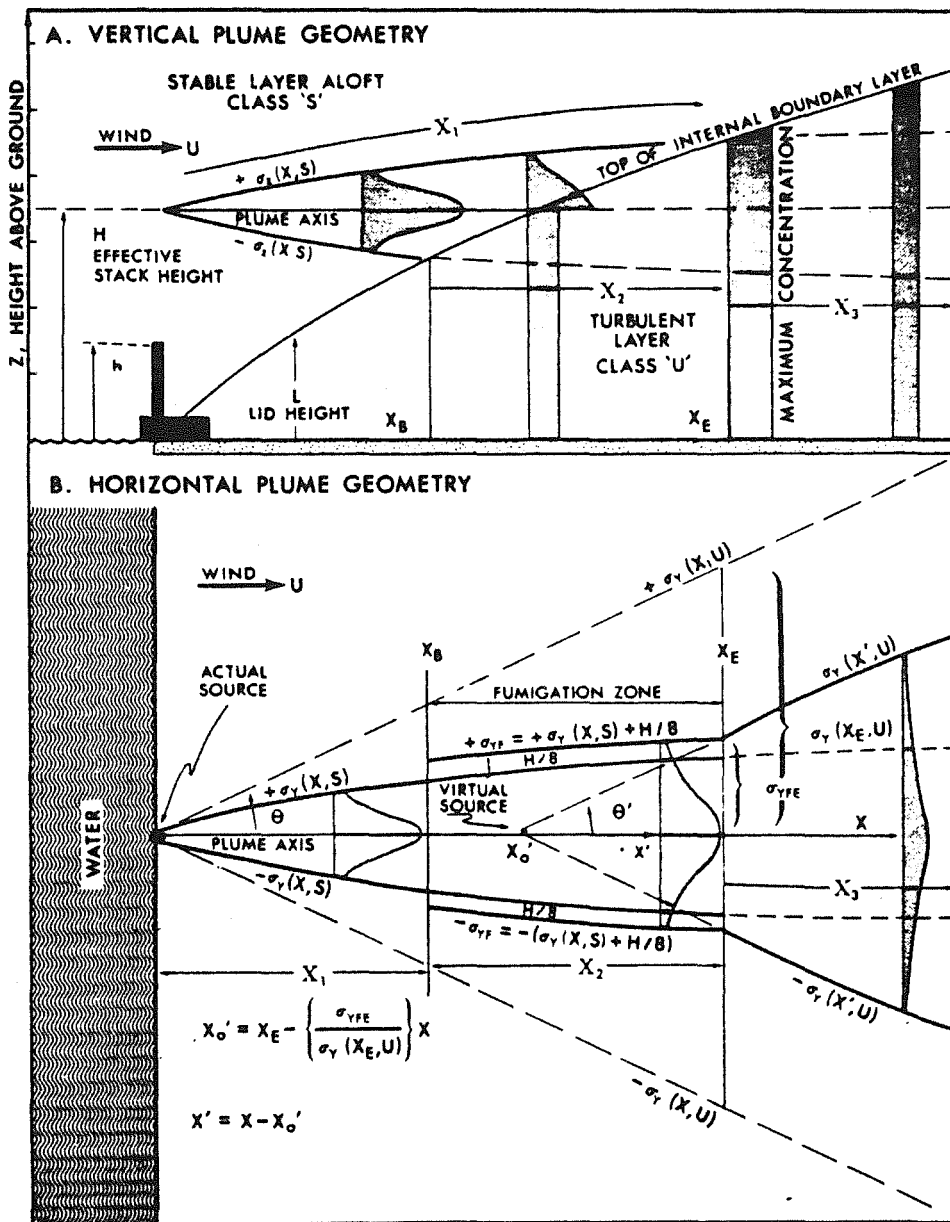 A. VERTICAL PLUME GEOMETRY
STABLE LAYER ALOFT
CLASS 'S'
WIND
U
X₁
TOP OF INTERNAL BOUNDARY LAYER
Z, HEIGHT ABOVE GROUND
+ σz (X,S)
PLUME AXIS
- σz (X S)
H
EFFECTIVE
STACK HEIGHT
h
L
LID HEIGHT
X₂
TURBULENT
LAYER
CLASS 'U'
MAXIMUM CONCENTRATION
X₃
XB
XE
B. HORIZONTAL PLUME GEOMETRY
WIND
U
+ σY (X,U)
ACTUAL
SOURCE
XB
XE
FUMIGATION ZONE
σY (X',U)
+σYF = +σY (X,S) + H/8
H/8
σY (XE,U)
σYFE
+σY (X,S)
VIRTUAL
SOURCE
θ
θ'
WATER
PLUME AXIS
X₀'
X'
X
-σY (X,S)
H/8
-σYF = -(σY (X,S) + H/8)
X₃
X₁
X₂
-σY (X',U)
X₀' = XE - { σYFE / σY (XE,U) } X
-σY (X,U)
X' = X-X₀'